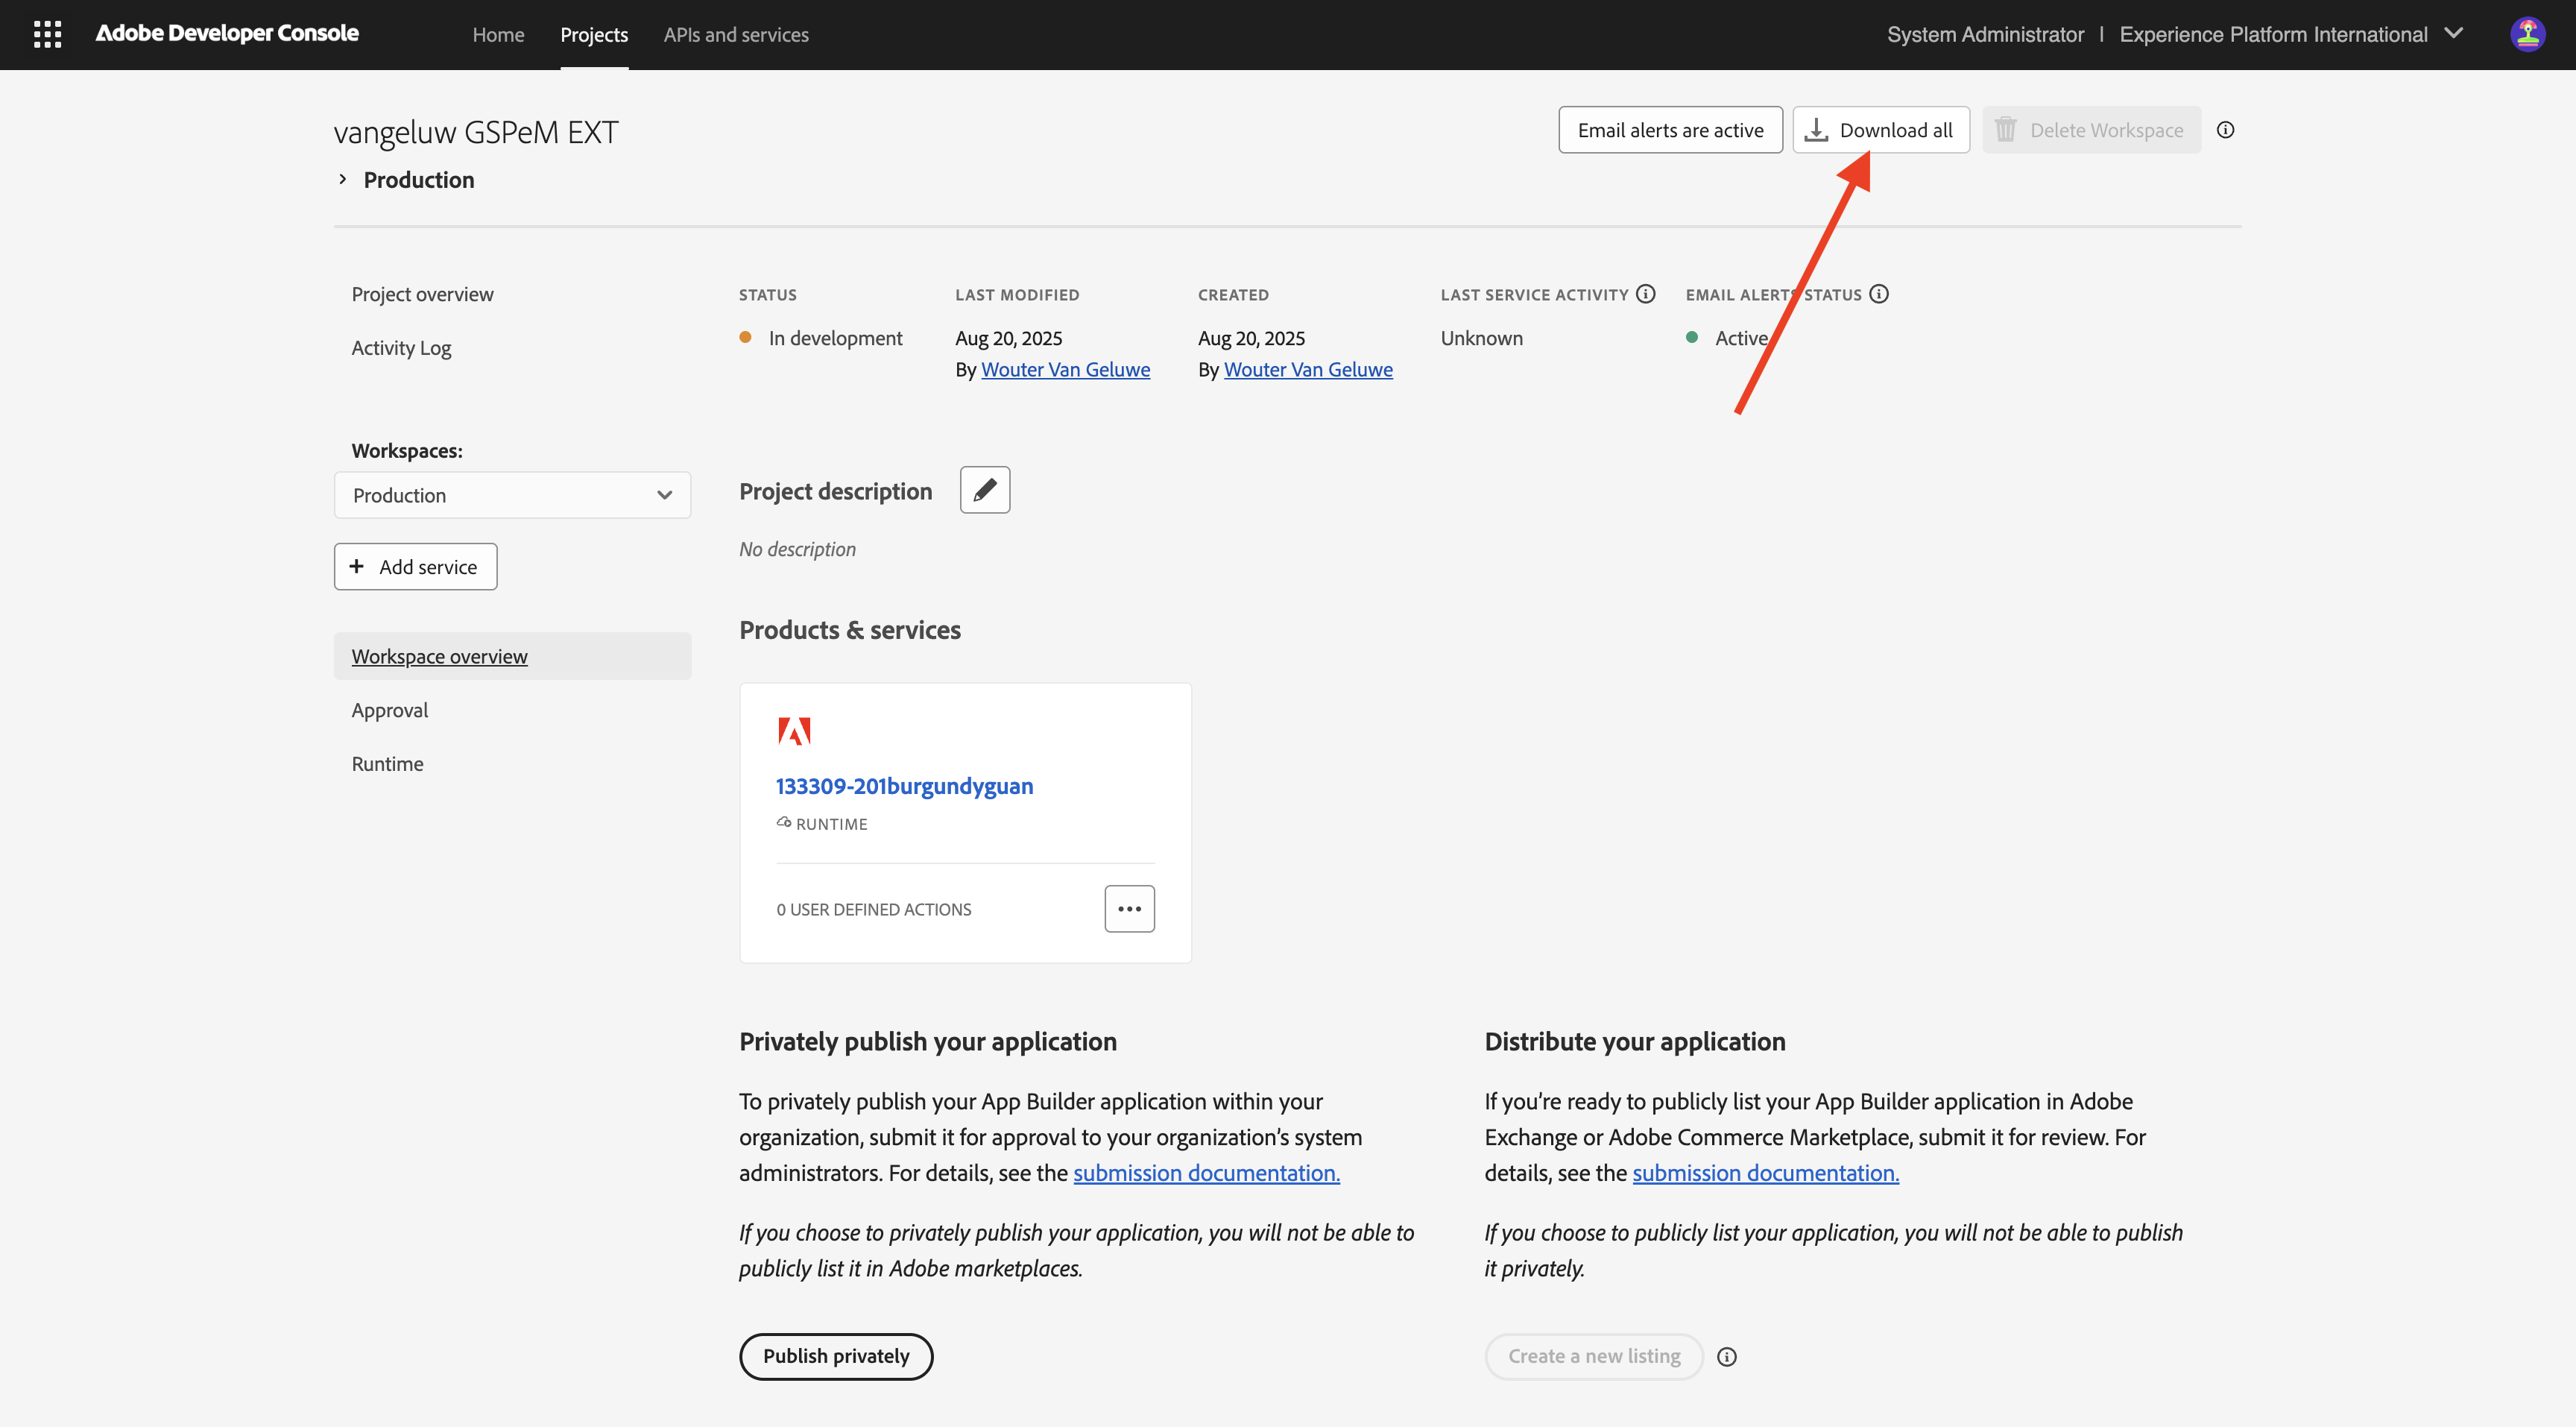 Adobe Developer Console
Home
Projects
APIs and services
System Administrator | Experience Platform International
vangeluw GSPeM EXT
Email alerts are active
Download all
Delete Workspace
Production
Project overview
Activity Log
STATUS
In development
LAST MODIFIED
Aug 20, 2025
By Wouter Van Geluwe
CREATED
Aug 20, 2025
By Wouter Van Geluwe
LAST SERVICE ACTIVITY
Unknown
EMAIL ALERTS STATUS
Active
Workspaces:
Production
Add service
Workspace overview
Approval
Runtime
Project description
No description
Products & services
133309-201burgundyguan
RUNTIME
0 USER DEFINED ACTIONS
Privately publish your application
To privately publish your App Builder application within your
organization, submit it for approval to your organization’s system
administrators. For details, see the submission documentation.
If you choose to privately publish your application, you will not be able to
publicly list it in Adobe marketplaces.
Publish privately
Distribute your application
If you’re ready to publicly list your App Builder application in Adobe
Exchange or Adobe Commerce Marketplace, submit it for review. For
details, see the submission documentation.
If you choose to publicly list your application, you will not be able to publish
it privately.
Create a new listing